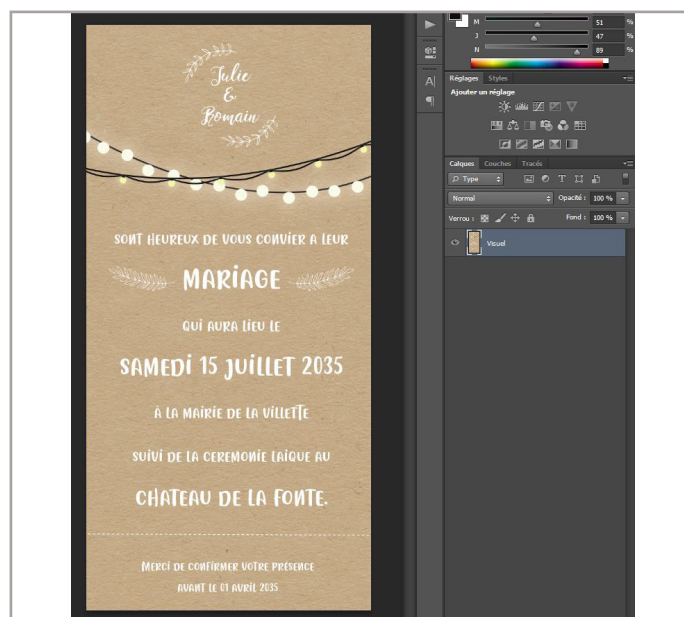 Julie
&
Romain
SONT HEUREUX DE VOUS CONVIER A LEUR
MARIAGE
QUI AURA LIEU LE
SAMEDI 15 JUILLET 2035
À LA MAIRIE DE LA VILLETTE
SUIVI DE LA CEREMONIE LAIQUE AU
CHATEAU DE LA FONTE.
MERCI DE CONFIRMER VOTRE PRÉSENCE
AVANT LE 01 AVRIL 2035
M 51 %
J 47 %
N 89 %
Réglages Styles
Ajouter un réglage
Calques Couches Tracés
Type
Normal Opacité : 100 %
Verrou : Fond : 100 %
Visuel